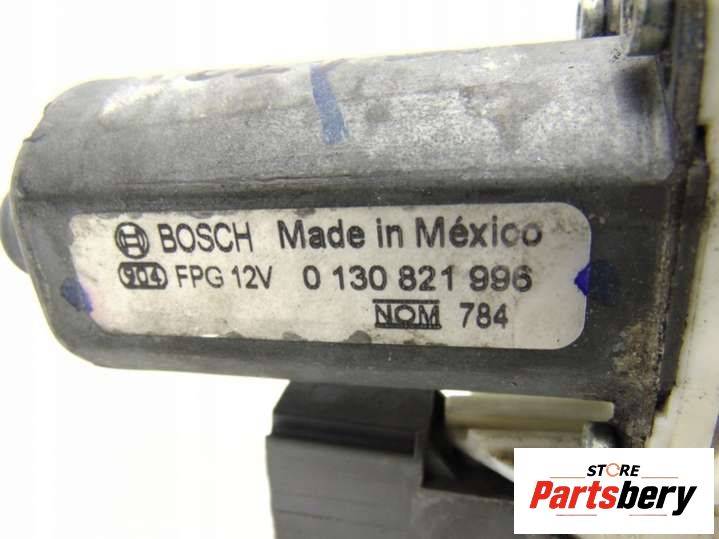 BOSCH Made in México
904 FPG 12V 0 130 821 996
NOM 784
STORE
Partsbery